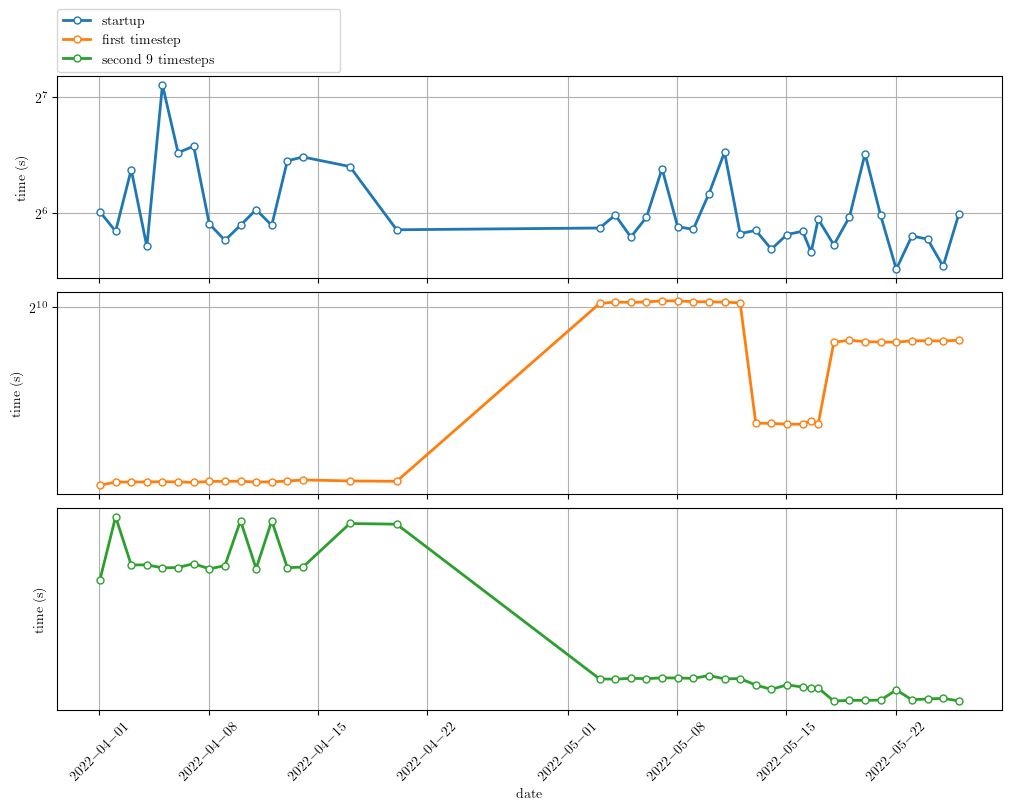 startup
first timestep
second 9 timesteps
2^7
2^6
time (s)
2^10
time (s)
time (s)
2022−04−01
2022−04−08
2022−04−15
2022−04−22
2022−05−01
2022−05−08
2022−05−15
2022−05−22
date